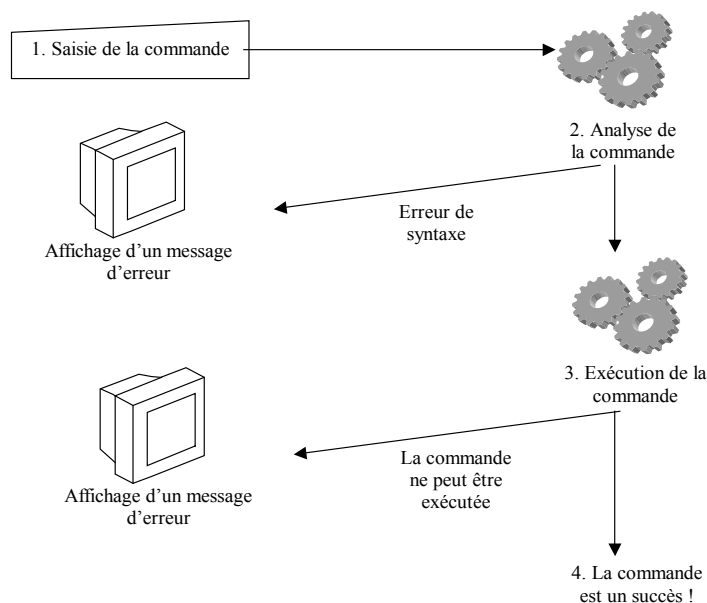 1. Saisie de la commande
2. Analyse de
la commande
Erreur de
syntaxe
Affichage d'un message
d'erreur
3. Exécution de la
commande
La commande
ne peut être
exécutée
Affichage d'un message
d'erreur
4. La commande
est un succès !